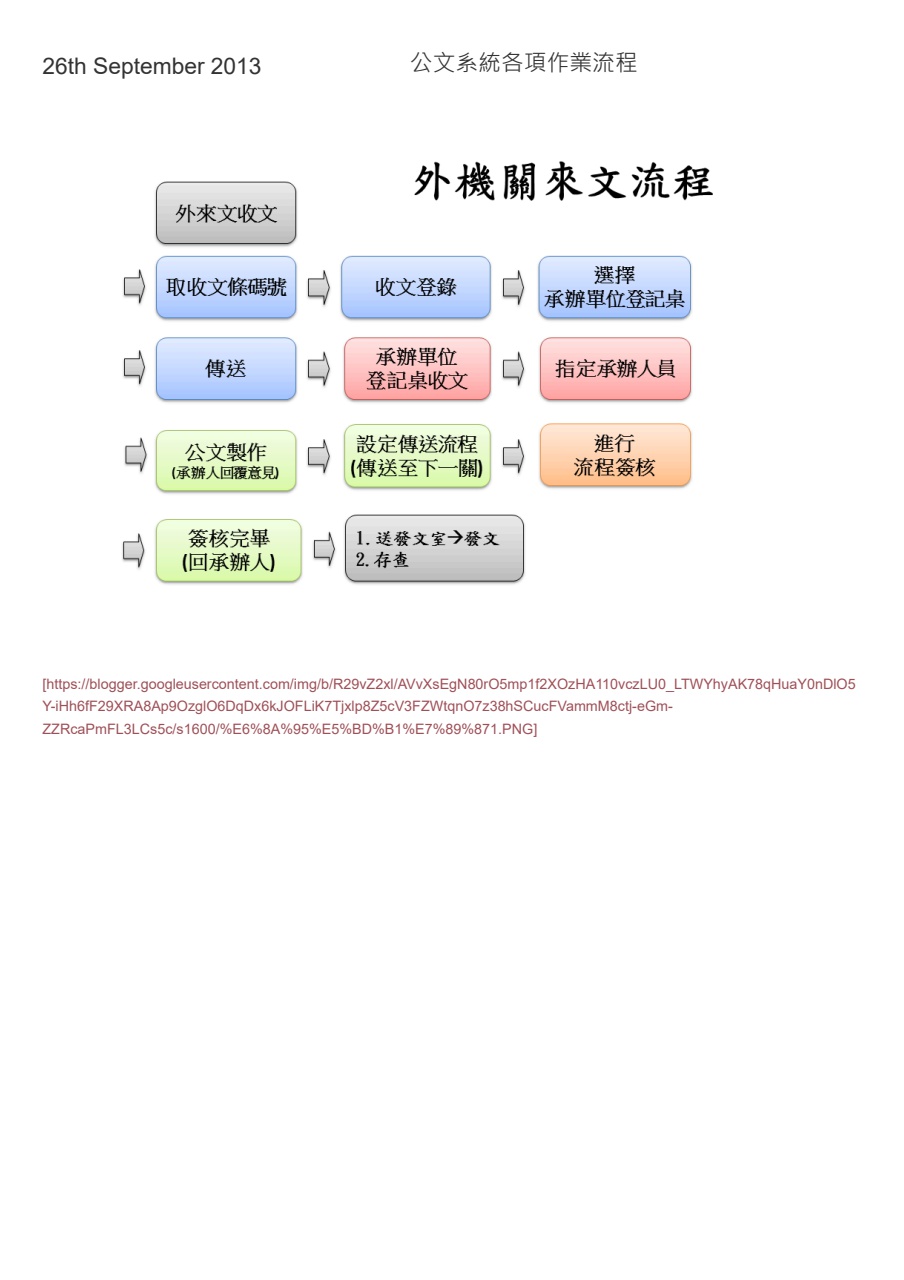 26th September 2013
公文系統各項作業流程
外機關來文流程
外來文收文
取收文條碼號
收文登錄
選擇
承辦單位登記桌
傳送
承辦單位
登記桌收文
指定承辦人員
公文製作
(承辦人回覆意見)
設定傳送流程
(傳送至下一關)
進行
流程簽核
簽核完畢
(回承辦人)
1.送發文室→發文
2.存查
[https://blogger.googleusercontent.com/img/b/R29vZ2xl/AVvXsEgN80rO5mp1f2XOzHA110vczLU0_LTWYhyAK78qHuaY0nDlO5
Y-iHh6fF29XRA8Ap9OzglO6DqDx6kJOFLiK7Tjxlp8Z5cV3FZWtqnO7z38hSCucFVammM8ctj-eGm-
ZZRcaPmFL3LCs5c/s1600/%E6%8A%95%E5%BD%B1%E7%89%871.PNG]